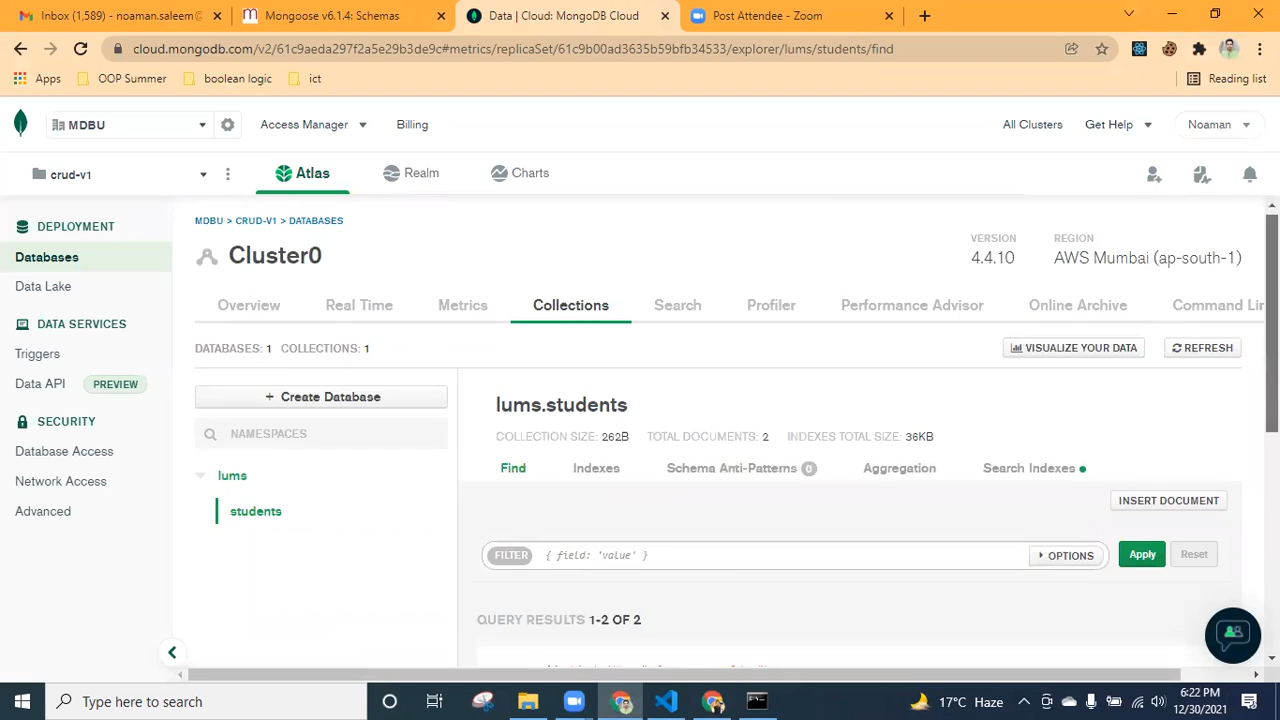 Inbox (1,589) - noaman.saleem@
Mongoose v6.1.4: Schemas
Data | Cloud: MongoDB Cloud
Post Attendee - Zoom
cloud.mongodb.com/v2/61c9aeda297f2a5e29b3de9c#metrics/replicaSet/61c9b00ad3635b59bfb34533/explorer/lums/students/find
Apps
OOP Summer
boolean logic
ict
Reading list
MDBU
Access Manager
Billing
All Clusters
Get Help
Noaman
crud-v1
Atlas
Realm
Charts
DEPLOYMENT
Databases
Data Lake
DATA SERVICES
Triggers
Data API PREVIEW
SECURITY
Database Access
Network Access
Advanced
MDBU > CRUD-V1 > DATABASES
Cluster0
VERSION
4.4.10
REGION
AWS Mumbai (ap-south-1)
Overview
Real Time
Metrics
Collections
Search
Profiler
Performance Advisor
Online Archive
Command Lin
DATABASES: 1 COLLECTIONS: 1
VISUALIZE YOUR DATA
REFRESH
+ Create Database
NAMESPACES
lums
students
lums.students
COLLECTION SIZE: 262B TOTAL DOCUMENTS: 2 INDEXES TOTAL SIZE: 36KB
Find
Indexes
Schema Anti-Patterns 0
Aggregation
Search Indexes
INSERT DOCUMENT
FILTER { field: 'value' }
OPTIONS
Apply
Reset
QUERY RESULTS 1-2 OF 2
Type here to search
17°C Haze
6:22 PM
12/30/2021